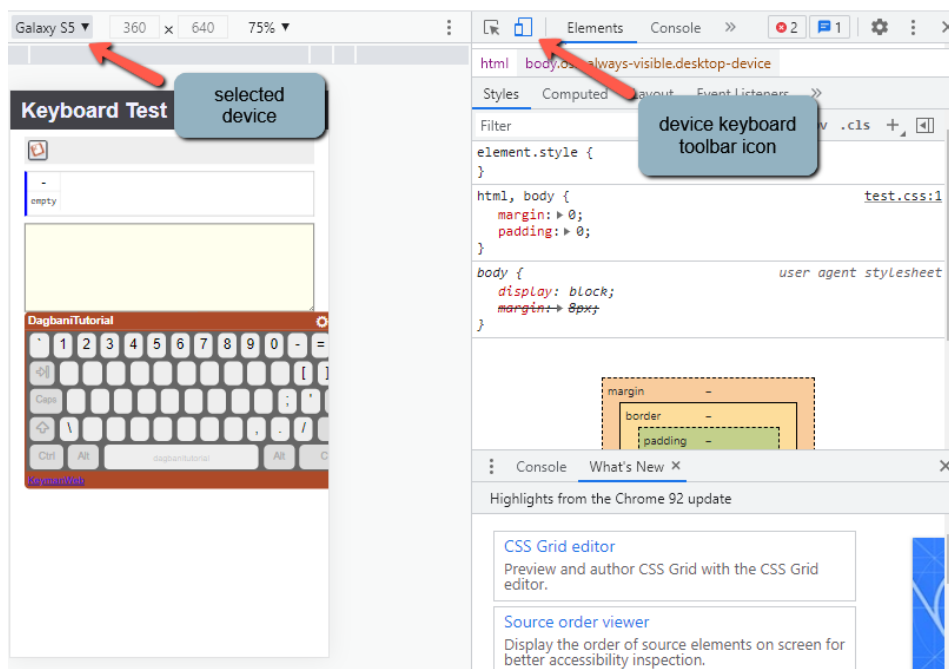 Galaxy S5 ▼ 360 x 640 75% ▼
Elements Console » 2 1
html body.os always-visible.desktop-device
Styles Computed Layout Event Listeners »
Filter .cls +
selected
device
device keyboard
toolbar icon
Keyboard Test
-
empty
DagbaniTutorial
` 1 2 3 4 5 6 7 8 9 0 - =
[ ]
Caps ; '
\ , . /
Ctrl Alt dagbanitutorial Alt C
KeymanWeb
element.style {
}
html, body { test.css:1
margin: 0;
padding: 0;
}
body { user agent stylesheet
display: block;
margin: 8px;
}
margin –
border –
padding –
Console What's New ×
Highlights from the Chrome 92 update
CSS Grid editor
Preview and author CSS Grid with the CSS Grid
editor.
Source order viewer
Display the order of source elements on screen for
better accessibility inspection.